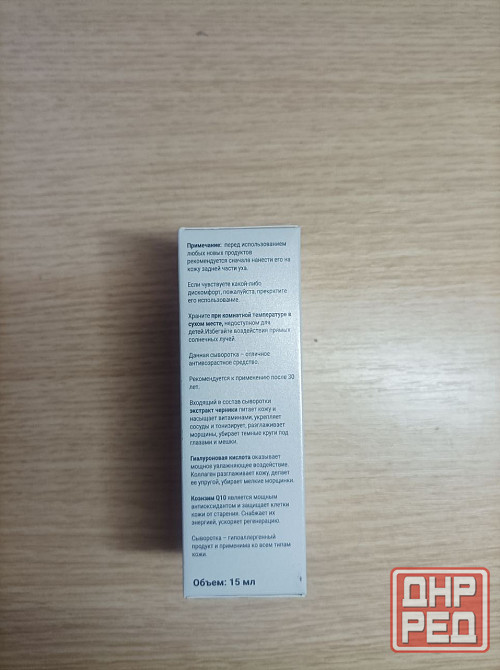 Примечание: перед использованием
любых новых продуктов
рекомендуется сначала нанести его на
кожу задней части уха.
Если чувствуете какой-либо
дискомфорт, пожалуйста, прекратите
его использование.
Храните при комнатной температуре в
сухом месте, недоступном для
детей.Избегайте воздействия прямых
солнечных лучей.
Данная сыворотка – отличное
антивозрастное средство.
Рекомендуется к применению после 30
лет.
Входящий в состав сыворотки
экстракт черники питает кожу и
насыщает витаминами, укрепляет
сосуды и тонизирует, разглаживает
морщины, убирает темные круги под
глазами и мешки.
Гиалуроновая кислота оказывает
мощное увлажняющее воздействие.
Коллаген разглаживает кожу, делает
ее упругой, убирает мелкие морщинки.
Коэнзим Q10 является мощным
антиоксидантом и защищает клетки
кожи от старения. Снабжает их
энергией, ускоряет регенерацию.
Сыворотка – гипоаллергенный
продукт и применима ко всем типам
кожи.
Объем: 15 мл
ДНР
РЕД